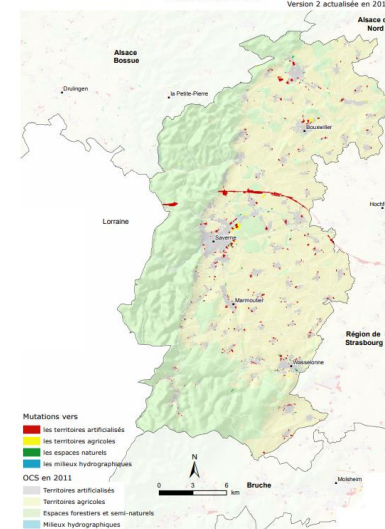 Version 2 actualisée en 201
Alsace
Nord
Alsace
Bossue
Drulingen
la Petite-Pierre
Bouxwiller
Lorraine
Saverne
Marmoutier
Région de
Strasbourg
Wasselonne
Mutations vers
les territoires artificialisés
les territoires agricoles
les espaces naturels
les milieux hydrographiques
OCS en 2011
Territoires artificialisés
Territoires agricoles
Espaces forestiers et semi-naturels
Milieux hydrographiques
N
0 3 6 km
Bruche
Molsheim